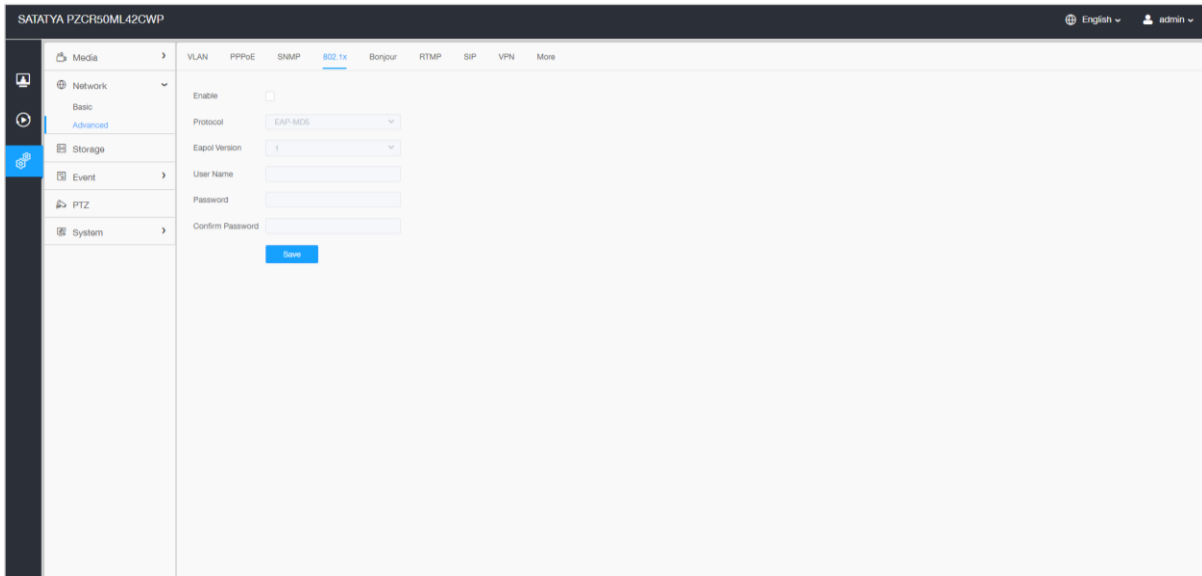 SATATYA PZCR50ML42CWP
English
admin
Media
Network
Basic
Advanced
Storage
Event
PTZ
System
VLAN PPPoE SNMP 802.1x Bonjour RTMP SIP VPN More
Enable
Protocol EAP-MD5
Eapol Version 1
User Name
Password
Confirm Password
Save